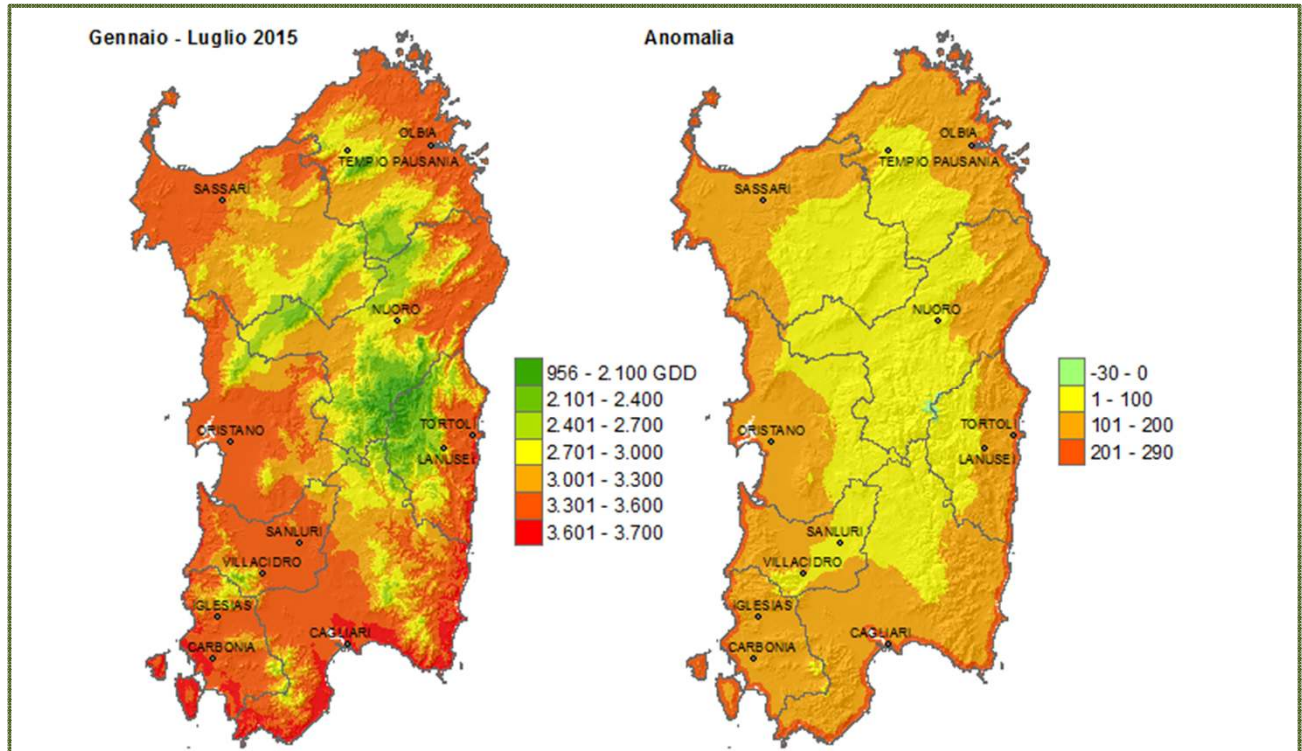 Gennaio - Luglio 2015
OLBIA
TEMPIO PAUSANIA
SASSARI
NUORO
ORISTANO
TORTOLI
LANUSEI
SANLURI
VILLACIDRO
IGLESIAS
CAGLIARI
CARBONIA
956 - 2.100 GDD
2.101 - 2.400
2.401 - 2.700
2.701 - 3.000
3.001 - 3.300
3.301 - 3.600
3.601 - 3.700
Anomalia
OLBIA
TEMPIO PAUSANIA
SASSARI
NUORO
ORISTANO
TORTOLI
LANUSEI
SANLURI
VILLACIDRO
IGLESIAS
CAGLIARI
CARBONIA
-30 - 0
1 - 100
101 - 200
201 - 290